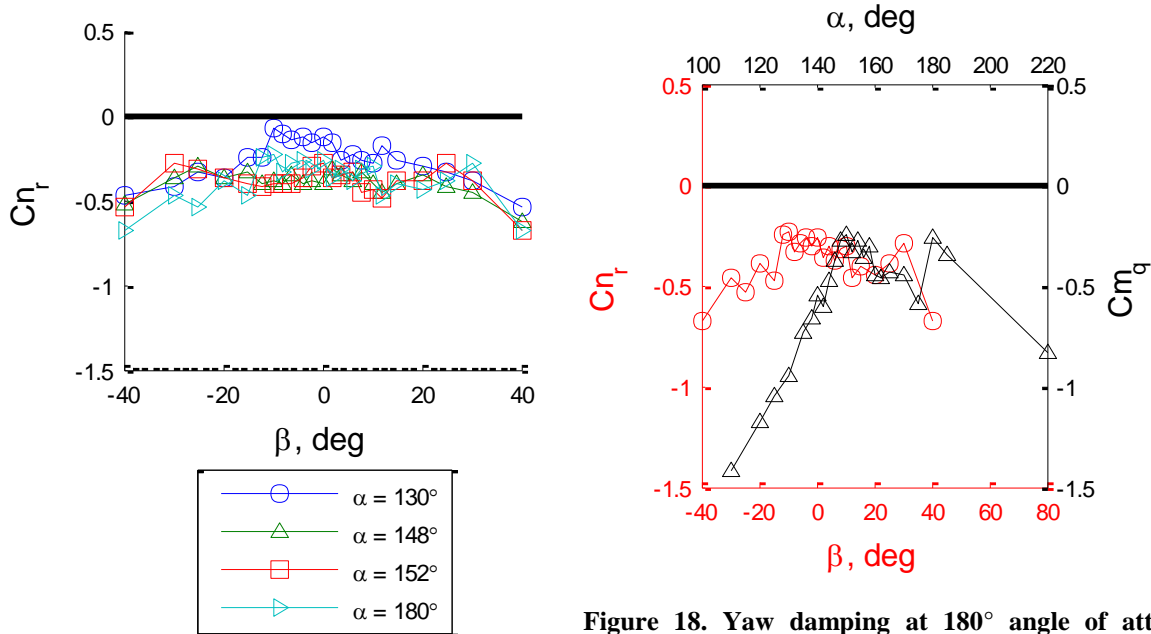 0.5
0
-0.5
-1
-1.5
Cn_r
-40 -20 0 20 40
β, deg
α = 130°
α = 148°
α = 152°
α = 180°
α, deg
100 120 140 160 180 200 220
0.5 0.5
0 0
-0.5 -0.5
-1 -1
-1.5 -1.5
Cn_r
Cm_q
-40 -20 0 20 40 60 80
β, deg
Figure 18. Yaw damping at 180° angle of att